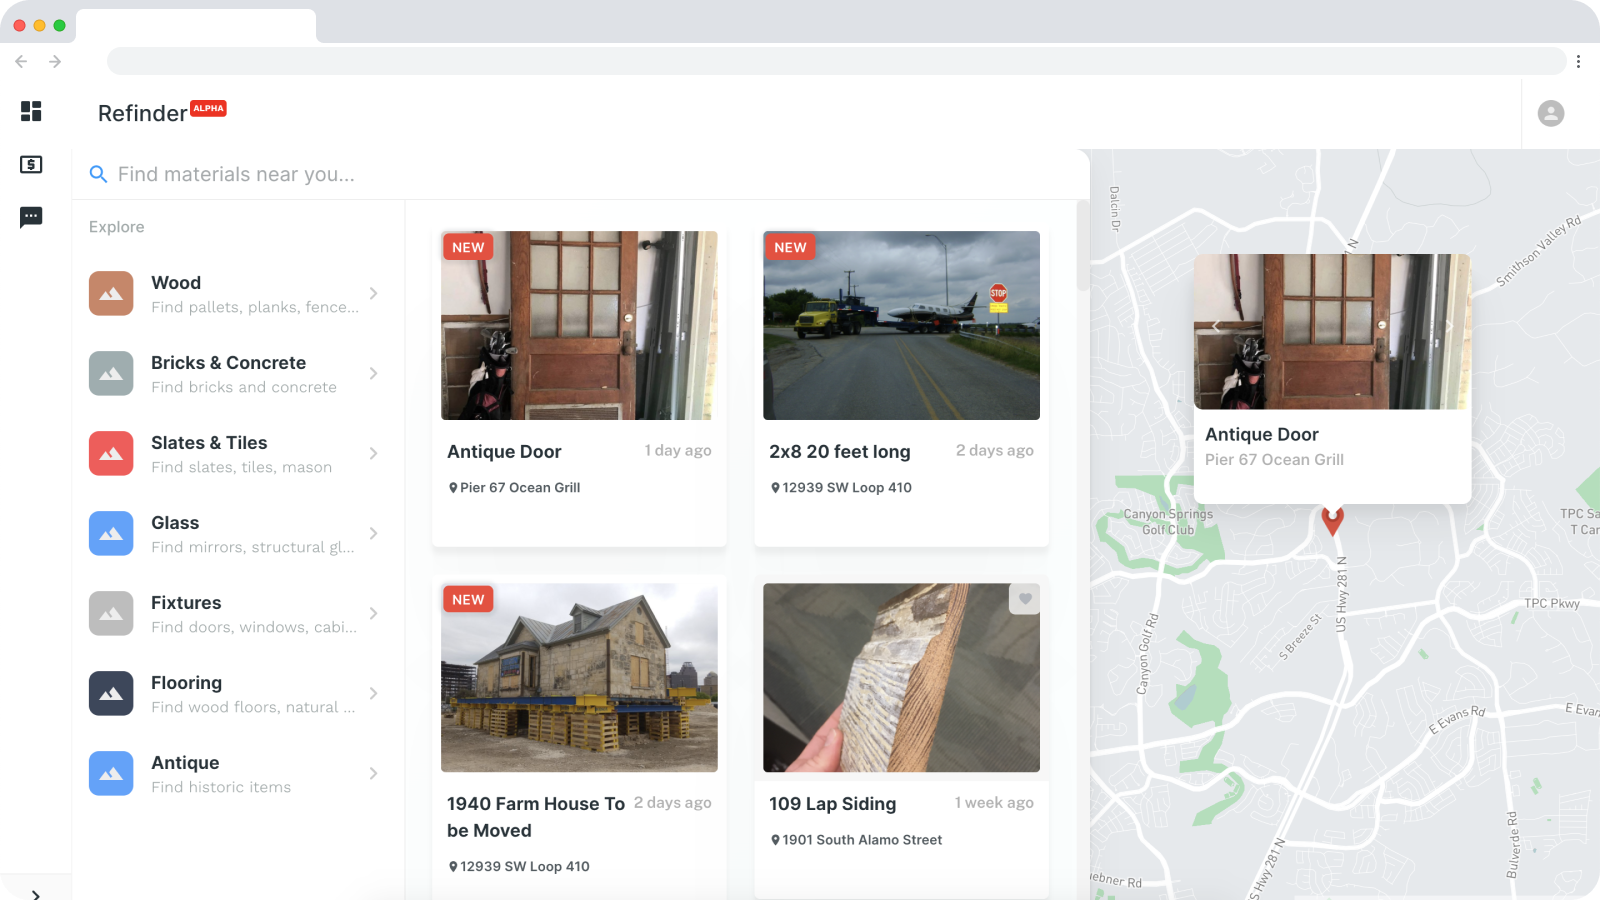 Refinder ALPHA
Find materials near you...
Explore
Wood
Find pallets, planks, fence...
Bricks & Concrete
Find bricks and concrete
Slates & Tiles
Find slates, tiles, mason
Glass
Find mirrors, structural gl...
Fixtures
Find doors, windows, cabi...
Flooring
Find wood floors, natural ...
Antique
Find historic items
NEW
Antique Door 1 day ago
Pier 67 Ocean Grill
NEW
STOP
2x8 20 feet long 2 days ago
12939 SW Loop 410
NEW
1940 Farm House To 2 days ago
be Moved
12939 SW Loop 410
109 Lap Siding 1 week ago
1901 South Alamo Street
Dalcin Dr
281 N
Smithson Valley Rd
Antique Door
Pier 67 Ocean Grill
Canyon Springs
Golf Club
TPC Sa
T Car
US Hwy 281 N
TPC Pkwy
S Breeze St
Canyon Golf Rd
E Evans Rd
E Evan
Bulverde Rd
uebner Rd
S Hwy 281 N